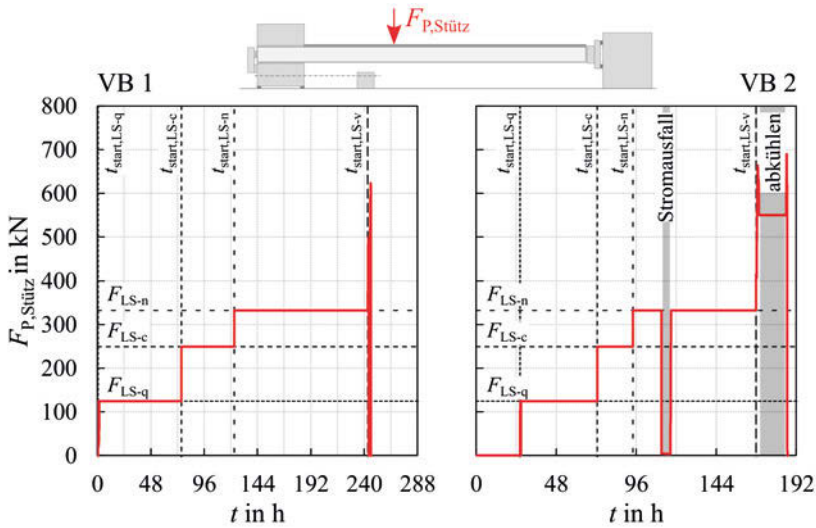 F_P,Stütz
VB 1
VB 2
F_P,Stütz in kN
800
700
600
500
400
300
200
100
0
t_start,LS-q
t_start,LS-c
t_start,LS-n
t_start,LS-v
F_LS-n
F_LS-c
F_LS-q
0 48 96 144 192 240 288
t in h
t_start,LS-q
t_start,LS-c
t_start,LS-n
Stromausfall
t_start,LS-v
abkühlen
F_LS-n
F_LS-c
F_LS-q
0 48 96 144 192
t in h